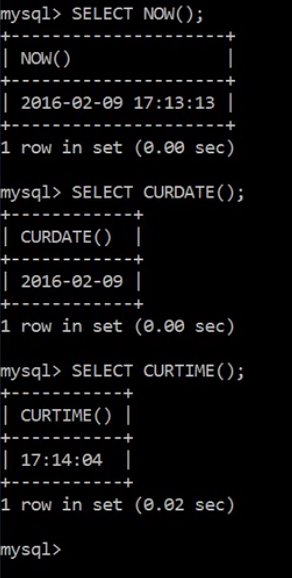 mysql> SELECT NOW();
+---------------------+
| NOW()               |
+---------------------+
| 2016-02-09 17:13:13 |
+---------------------+
1 row in set (0.00 sec)
mysql> SELECT CURDATE();
+------------+
| CURDATE()  |
+------------+
| 2016-02-09 |
+------------+
1 row in set (0.00 sec)
mysql> SELECT CURTIME();
+-----------+
| CURTIME() |
+-----------+
| 17:14:04  |
+-----------+
1 row in set (0.02 sec)
mysql>